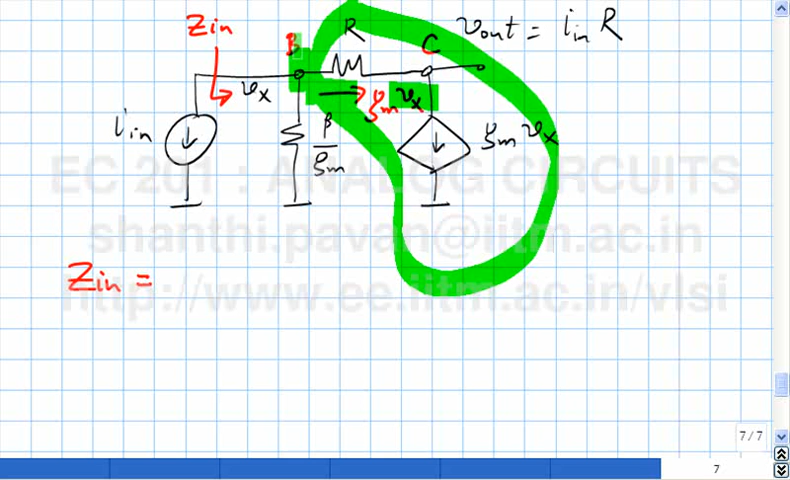 Zin
B
R
C
vout = iin R
vx
gm vx
iin
β/gm
gm vx
EC 201 : ANALOG CIRCUITS
shanthi.pavan@iitm.ac.in
Zin =
http://www.ee.iitm.ac.in/vlsi
7/7
7